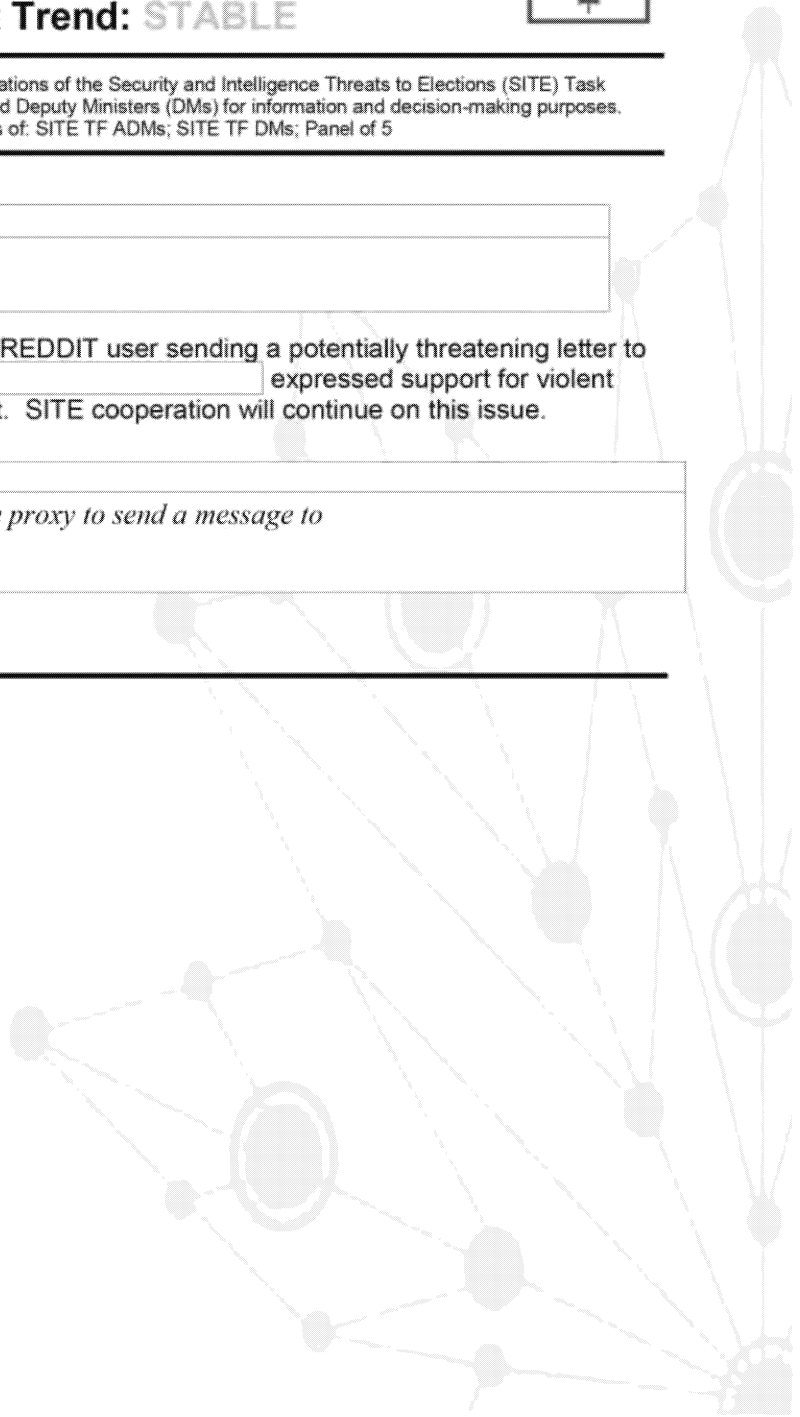 Trend: STABLE
ations of the Security and Intelligence Threats to Elections (SITE) Task
d Deputy Ministers (DMs) for information and decision-making purposes.
s of: SITE TF ADMs; SITE TF DMs; Panel of 5
REDDIT user sending a potentially threatening letter to
expressed support for violent
t. SITE cooperation will continue on this issue.
e proxy to send a message to